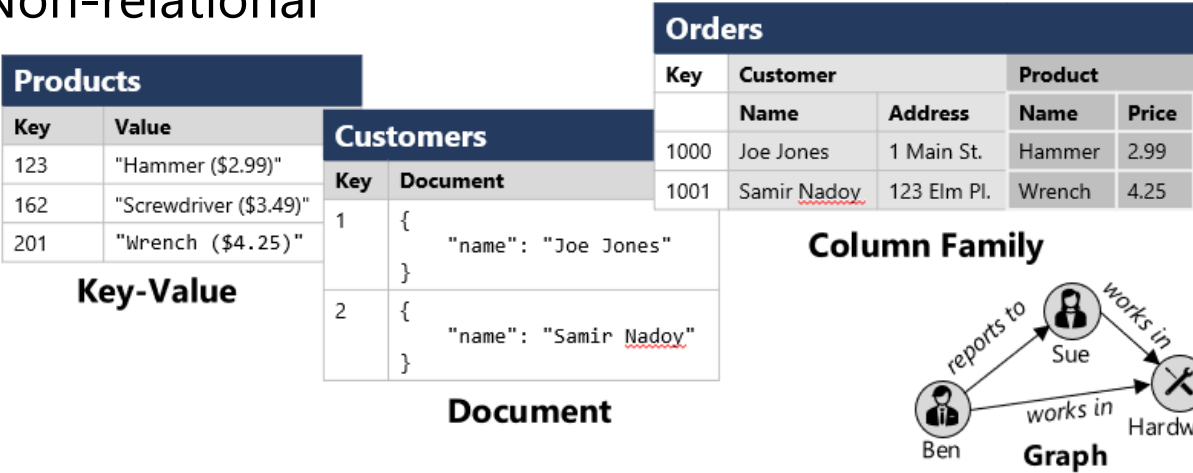 Non-relational
Products
Key Value
123 "Hammer ($2.99)"
162 "Screwdriver ($3.49)"
201 "Wrench ($4.25)"
Key-Value
Customers
Key Document
1 {
"name": "Joe Jones"
}
2 {
"name": "Samir Nadoy"
}
Document
Orders
Key Customer Product
Name Address Name Price
1000 Joe Jones 1 Main St. Hammer 2.99
1001 Samir Nadoy 123 Elm Pl. Wrench 4.25
Column Family
reports to
works in
Sue
works in
Ben
Hardw
Graph